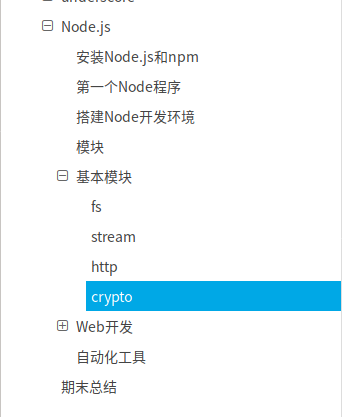 underscore
Node.js
安装Node.js和npm
第一个Node程序
搭建Node开发环境
模块
基本模块
fs
stream
http
crypto
Web开发
自动化工具
期末总结